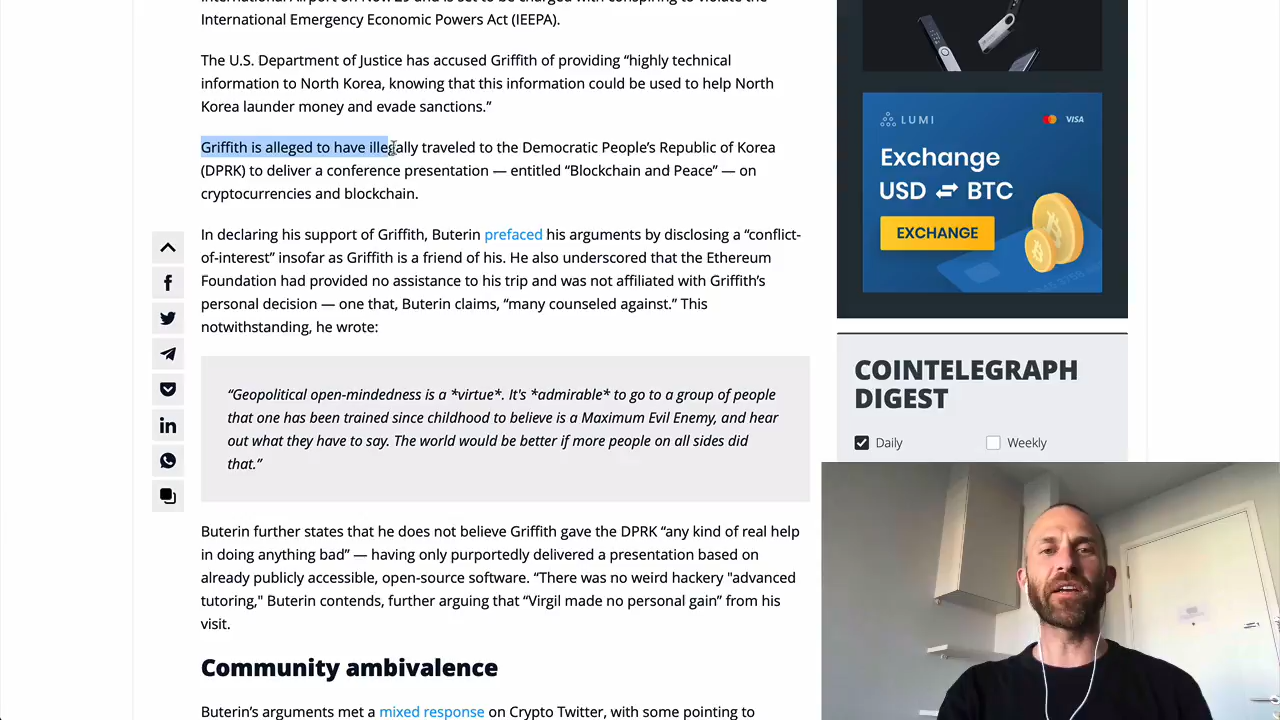 International Airport on Nov. 29 and is set to be charged with conspiring to violate the
International Emergency Economic Powers Act (IEEPA).
The U.S. Department of Justice has accused Griffith of providing “highly technical
information to North Korea, knowing that this information could be used to help North
Korea launder money and evade sanctions.”
Griffith is alleged to have illegally traveled to the Democratic People’s Republic of Korea
(DPRK) to deliver a conference presentation — entitled “Blockchain and Peace” — on
cryptocurrencies and blockchain.
In declaring his support of Griffith, Buterin prefaced his arguments by disclosing a “conflict-
of-interest” insofar as Griffith is a friend of his. He also underscored that the Ethereum
Foundation had provided no assistance to his trip and was not affiliated with Griffith’s
personal decision — one that, Buterin claims, “many counseled against.” This
notwithstanding, he wrote:
“Geopolitical open-mindedness is a *virtue*. It's *admirable* to go to a group of people
that one has been trained since childhood to believe is a Maximum Evil Enemy, and hear
out what they have to say. The world would be better if more people on all sides did
that.”
Buterin further states that he does not believe Griffith gave the DPRK “any kind of real help
in doing anything bad” — having only purportedly delivered a presentation based on
already publicly accessible, open-source software. “There was no weird hackery "advanced
tutoring," Buterin contends, further arguing that “Virgil made no personal gain” from his
visit.
Community ambivalence
Buterin’s arguments met a mixed response on Crypto Twitter, with some pointing to
LUMI
VISA
Exchange
USD BTC
EXCHANGE
COINTELEGRAPH
DIGEST
Daily Weekly